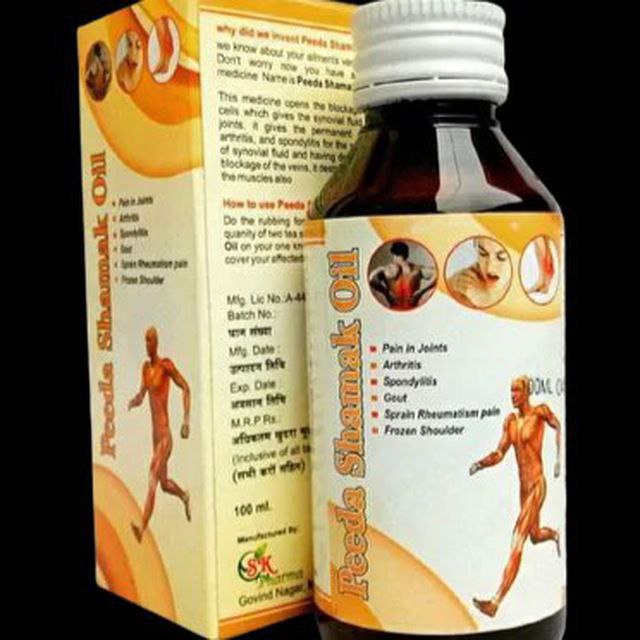 Peeda Shamak Oil
Pain in Joints
Arthritis
Spondylitis
Gout
Sprain Rheumatism pain
Frozen Shoulder
why did we invent Peeda Sham
we know about your ailments
Don't worry now you have
medicine Name is Peeda Shama
This medicine opens the blocka
cells which gives the synovial fluid
joints, it gives the permanent
arthritis, and spondylitis for the
of synovial fluid and having
blockage of the veins, it
the muscles also
How to use Peeda
Do the rubbing for
quanity of two tea
Oil on your one
cover your affected
Mfg. Lic No.:A-44
Batch No.:
घान संख्या
Mfg. Date :
उत्पादन तिथि
Exp. Date :
अवसान तिथि
M.R.P Rs.:
अधिकतम खुदरा
(Inclusive of all
(सभी करों सहित)
100 ml.
Manufactured By:
SK
Pharma
Govind Nagar,
Peeda Shamak Oil
Pain in Joints
Arthritis
Spondylitis
Gout
Sprain Rheumatism pain
Frozen Shoulder
00ML